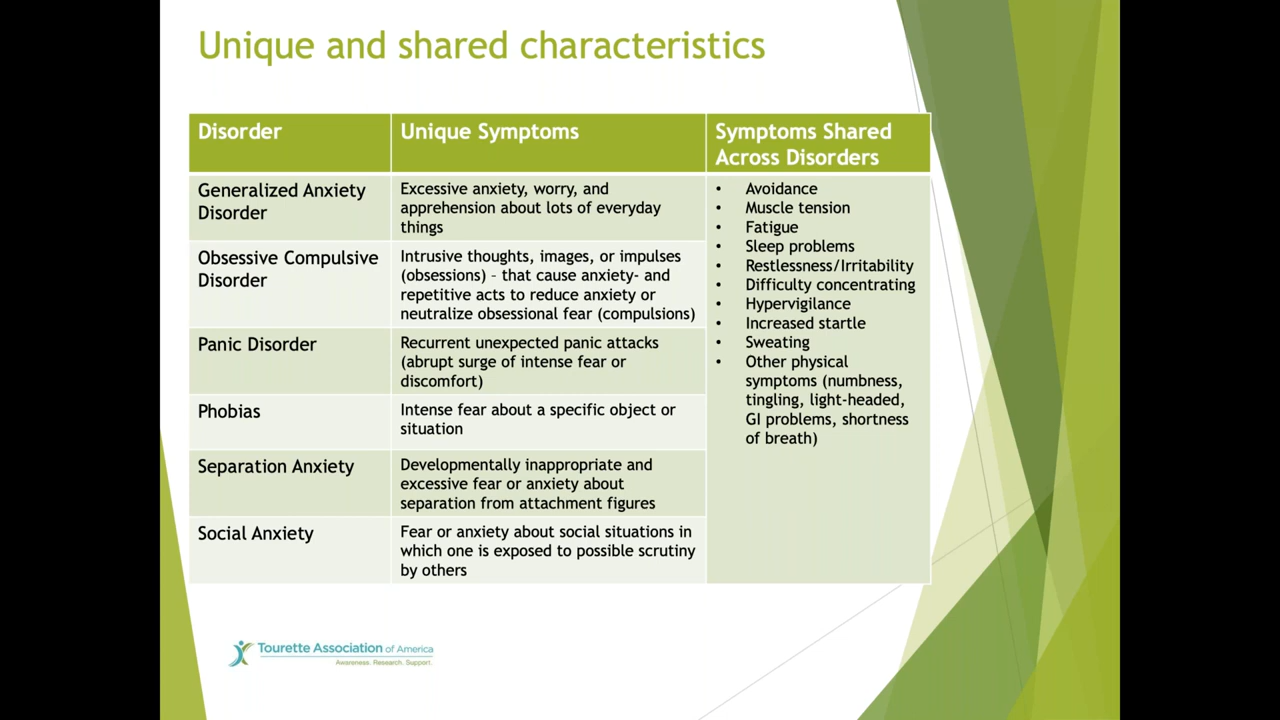 Unique and shared characteristics
Disorder
Unique Symptoms
Symptoms Shared
Across Disorders
Generalized Anxiety
Disorder
Excessive anxiety, worry, and
apprehension about lots of everyday
things
Obsessive Compulsive
Disorder
Intrusive thoughts, images, or impulses
(obsessions) – that cause anxiety- and
repetitive acts to reduce anxiety or
neutralize obsessional fear (compulsions)
Panic Disorder
Recurrent unexpected panic attacks
(abrupt surge of intense fear or
discomfort)
Phobias
Intense fear about a specific object or
situation
Separation Anxiety
Developmentally inappropriate and
excessive fear or anxiety about
separation from attachment figures
Social Anxiety
Fear or anxiety about social situations in
which one is exposed to possible scrutiny
by others
• Avoidance
• Muscle tension
• Fatigue
• Sleep problems
• Restlessness/Irritability
• Difficulty concentrating
• Hypervigilance
• Increased startle
• Sweating
• Other physical
symptoms (numbness,
tingling, light-headed,
GI problems, shortness
of breath)
Tourette Association of America
Awareness. Research. Support.